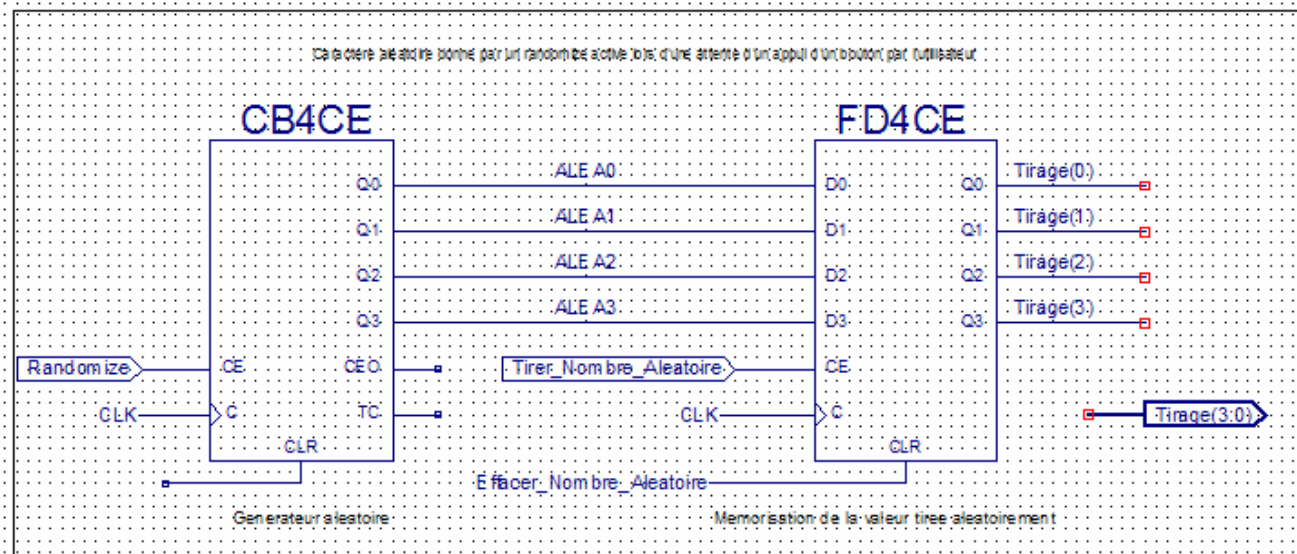 Caractère aleatoire donne par un randomize active lors d'une attente d'un appui d'un bouton par l'utilisateur
CB4CE
FD4CE
Q0 ALEA0 D0 Q0 Tirage(0)
Q1 ALEA1 D1 Q1 Tirage(1)
Q2 ALEA2 D2 Q2 Tirage(2)
Q3 ALEA3 D3 Q3 Tirage(3)
Randomize CE CEO Tirer_Nombre_Aleatoire CE
CLK C TC CLK C Tirage(3:0)
CLR CLR
Effacer_Nombre_Aleatoire
Generateur aleatoire
Memorisation de la valeur tiree aleatoirement